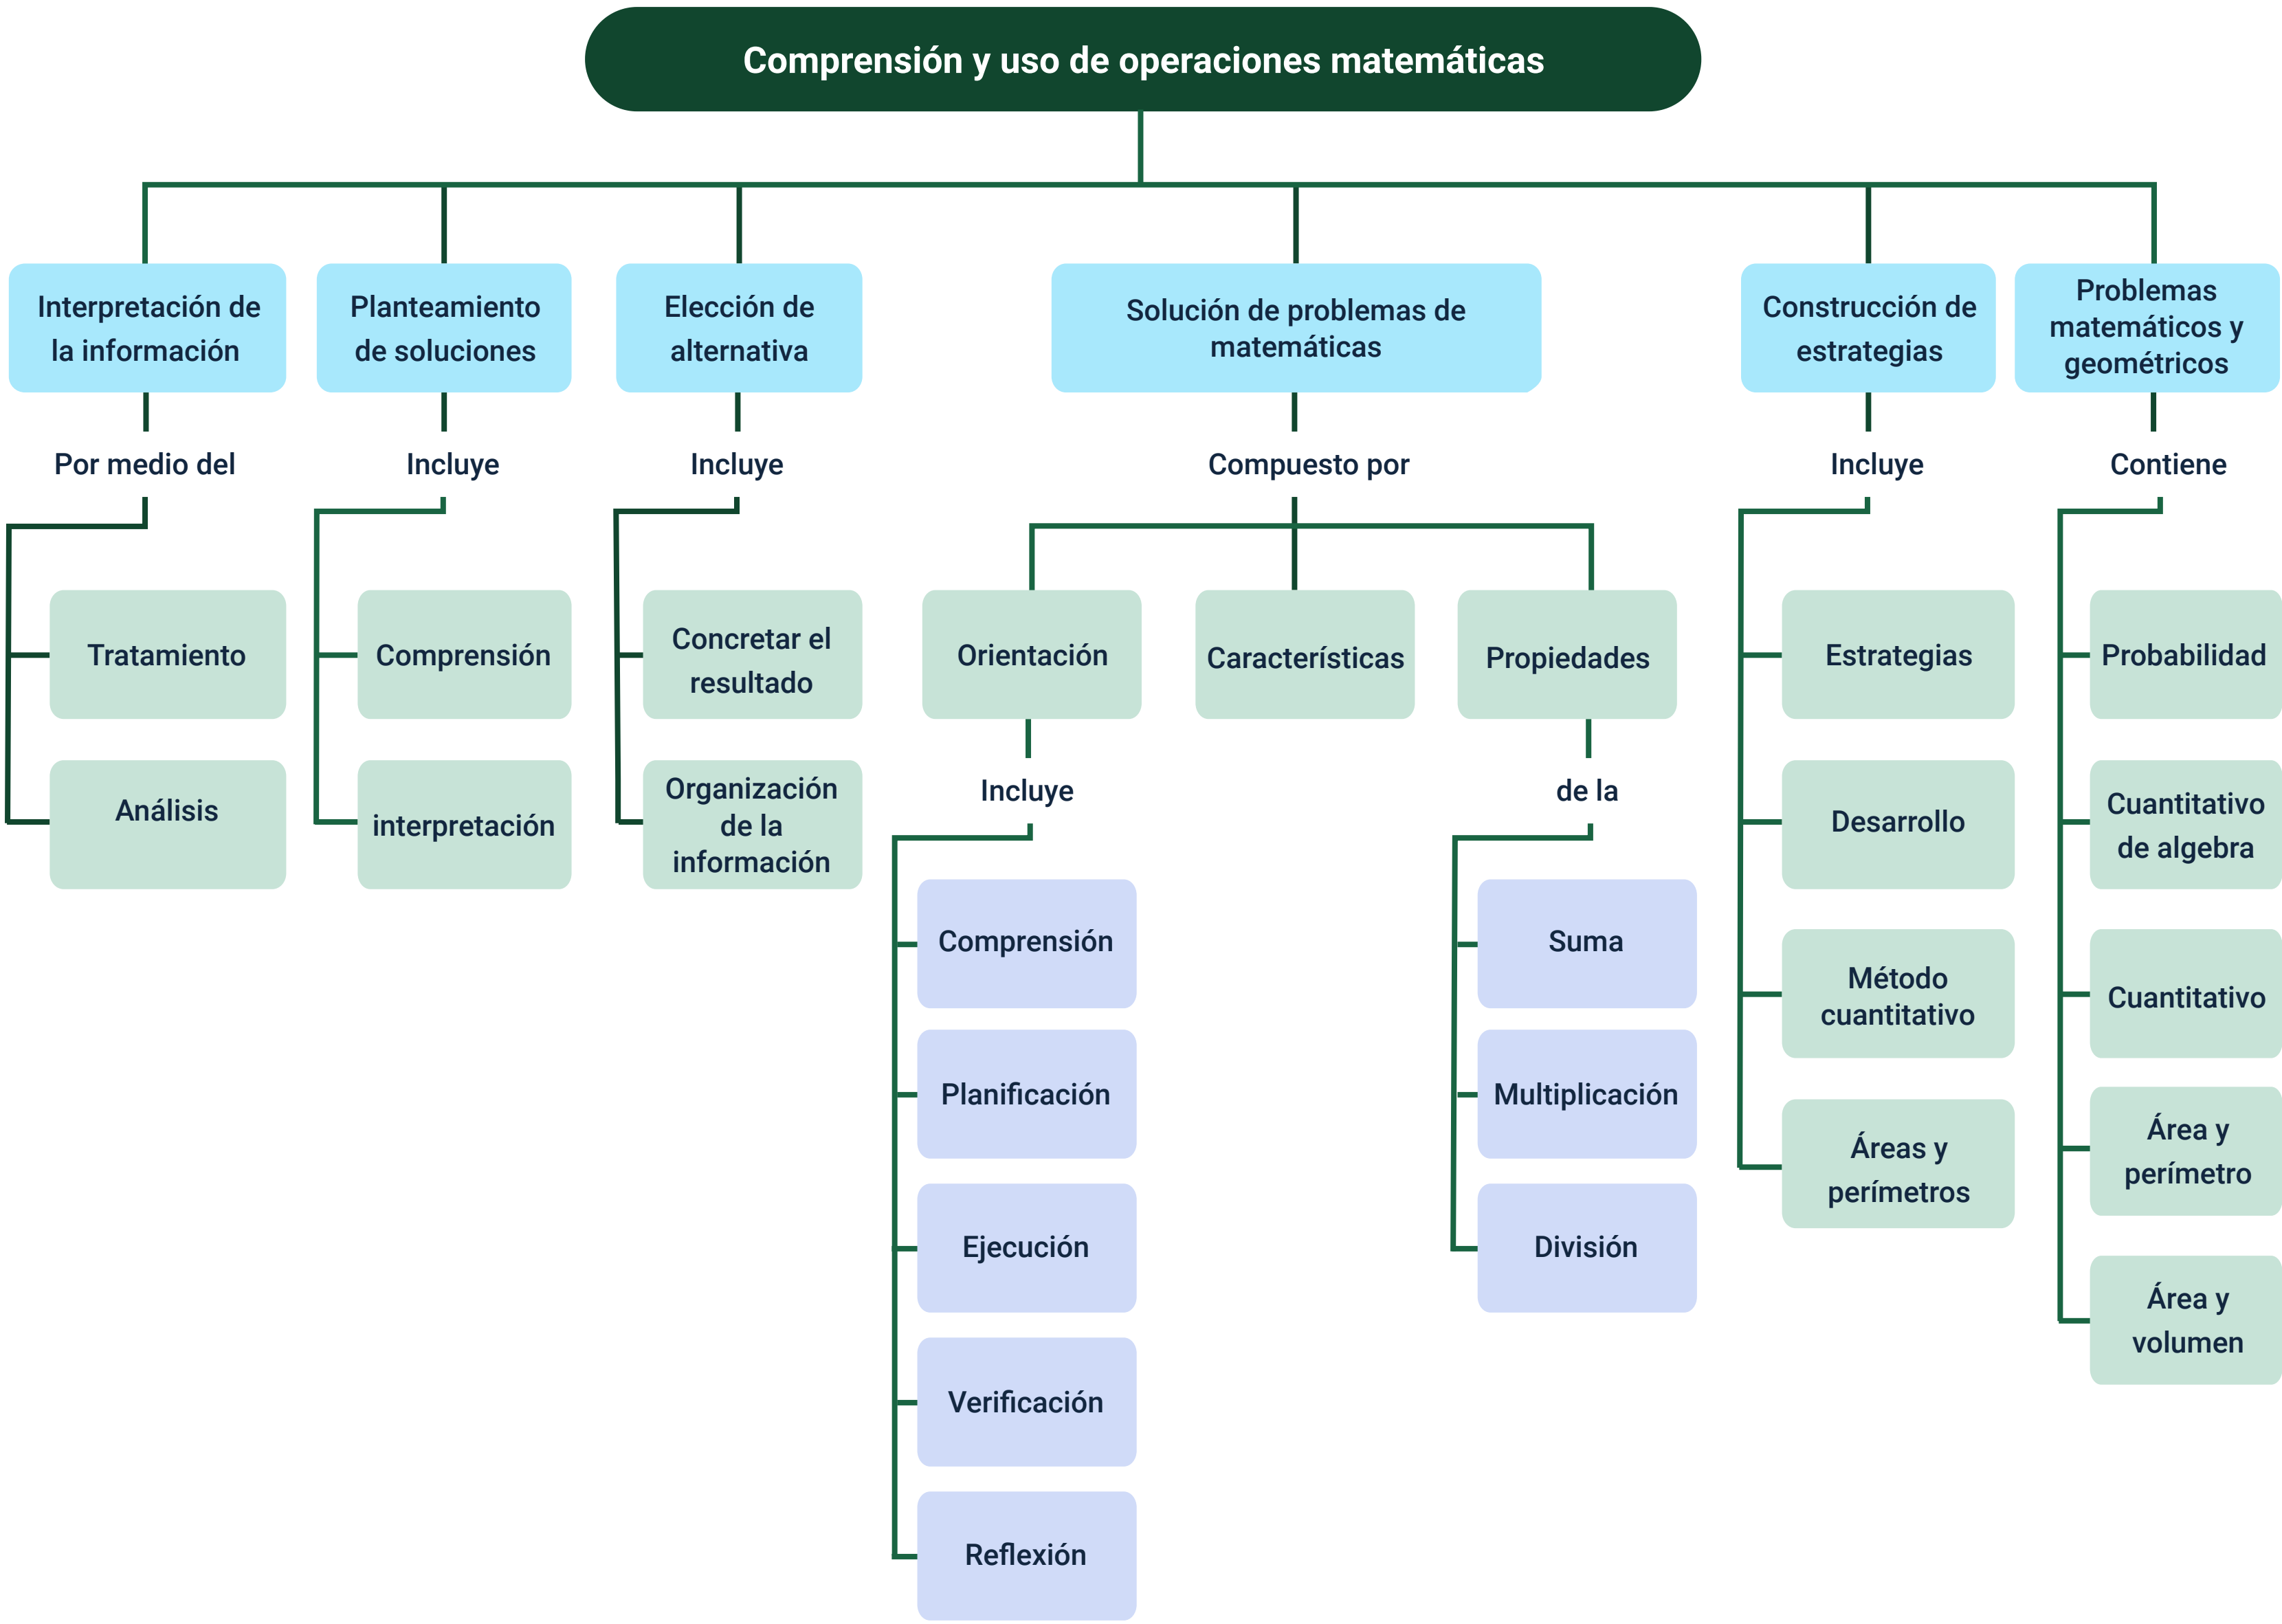 Comprensión y uso de operaciones matemáticas
Interpretación de
la información
Planteamiento
de soluciones
Elección de
alternativa
Solución de problemas de
matemáticas
Construcción de
estrategias
Problemas
matemáticos y
geométricos
Por medio del
Incluye
Incluye
Compuesto por
Incluye
Contiene
Tratamiento
Análisis
Comprensión
interpretación
Concretar el
resultado
Organización
de la
información
Orientación
Características
Propiedades
Incluye
Comprensión
Planificación
Ejecución
Verificación
Reflexión
de la
Suma
Multiplicación
División
Estrategias
Desarrollo
Método
cuantitativo
Áreas y
perímetros
Probabilidad
Cuantitativo
de algebra
Cuantitativo
Área y
perímetro
Área y
volumen